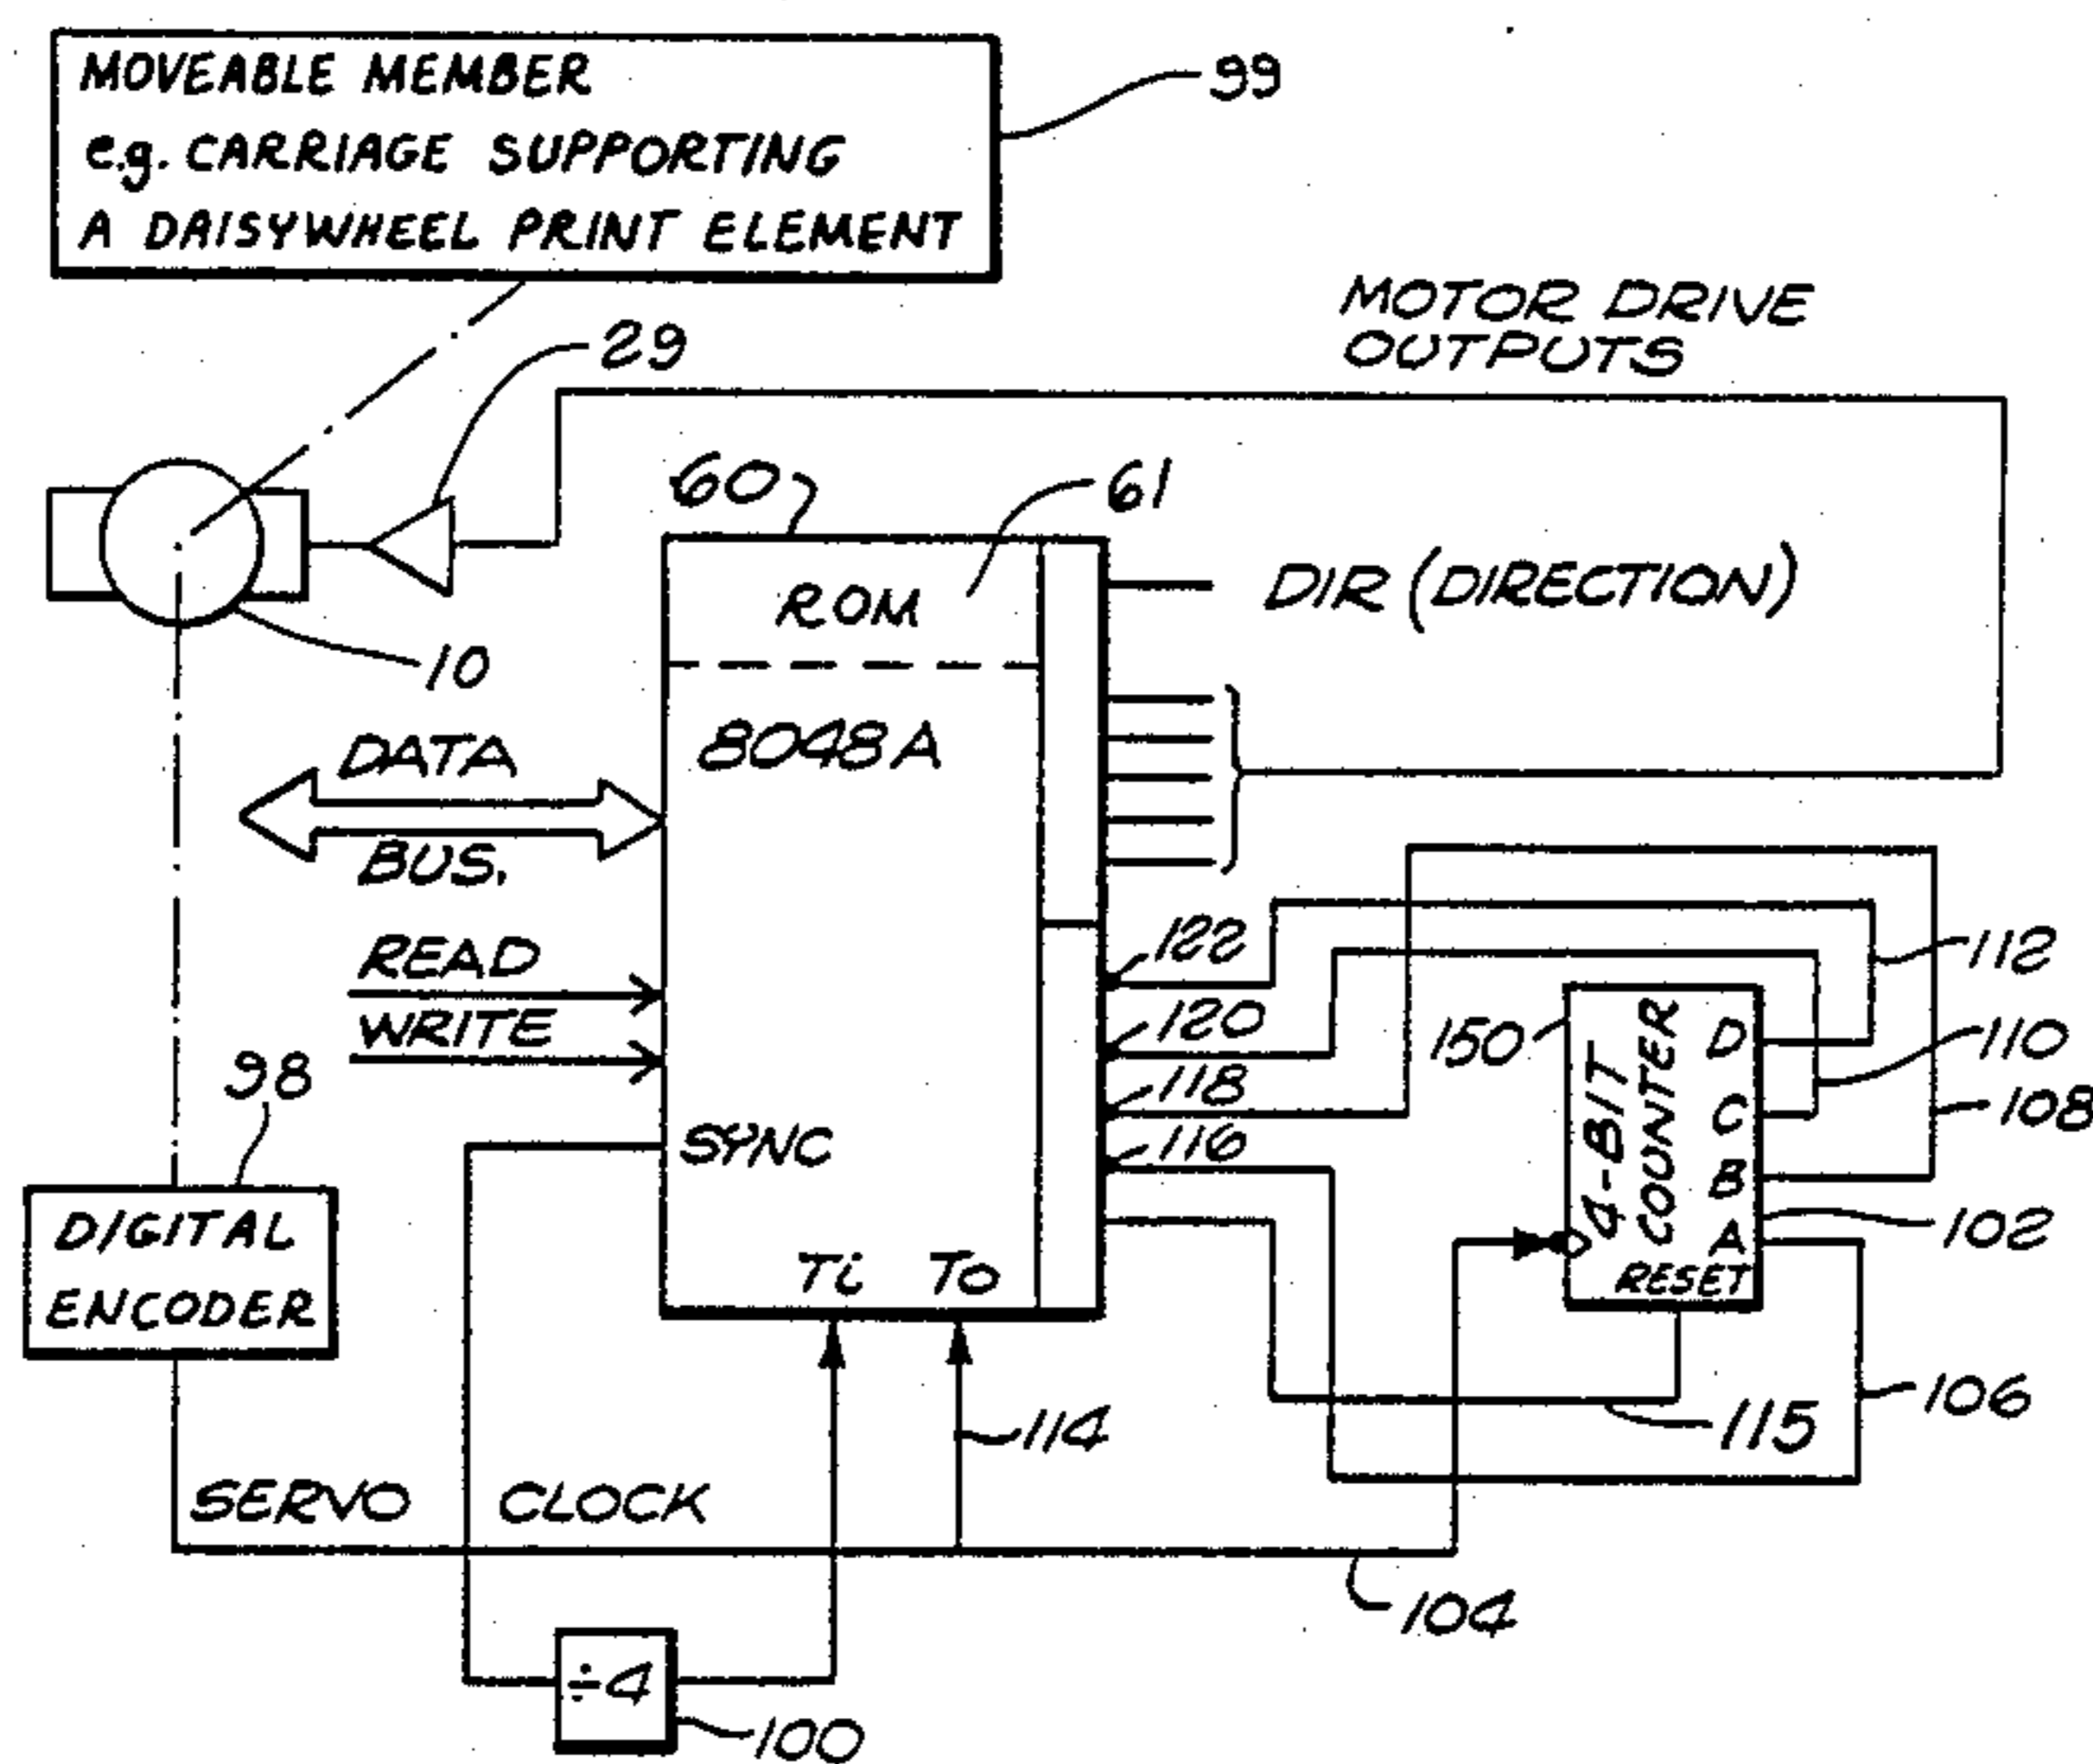 MOVEABLE MEMBER
e.g. CARRIAGE SUPPORTING
A DAISYWHEEL PRINT ELEMENT
99
MOTOR DRIVE
OUTPUTS
29
60
61
ROM
DIR (DIRECTION)
10
8048A
DATA
BUS.
READ
WRITE
122
112
120
150
4-BIT
COUNTER
D
110
118
C
108
98
116
B
SYNC
A
102
DIGITAL
ENCODER
Ti
To
RESET
106
115
114
SERVO CLOCK
104
÷4
100